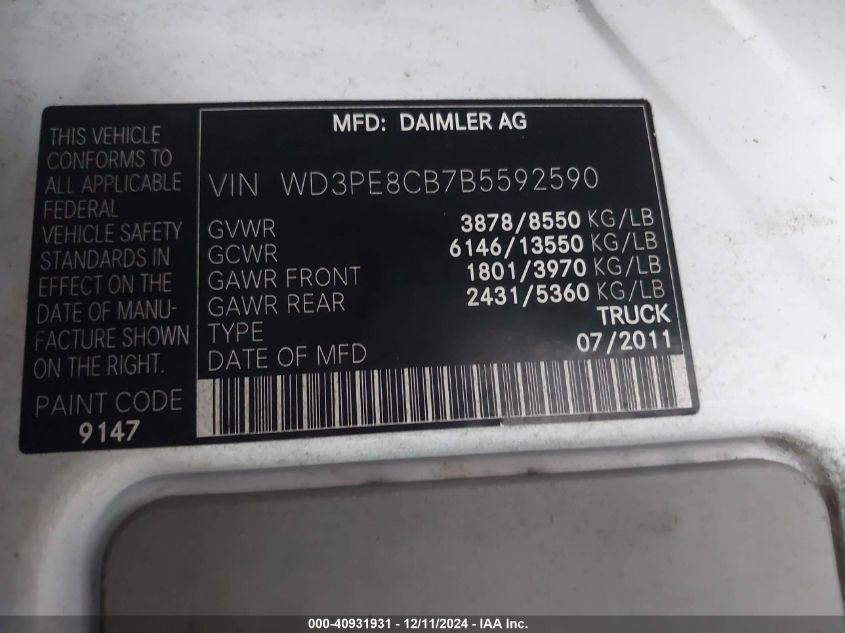 MFD: DAIMLER AG
THIS VEHICLE
CONFORMS TO
ALL APPLICABLE
FEDERAL
VEHICLE SAFETY
STANDARDS IN
EFFECT ON THE
DATE OF MANU-
FACTURE SHOWN
ON THE RIGHT.
PAINT CODE
9147
VIN WD3PE8CB7B5592590
GVWR 3878/8550 KG/LB
GCWR 6146/13550 KG/LB
GAWR FRONT 1801/3970 KG/LB
GAWR REAR 2431/5360 KG/LB
TYPE TRUCK
DATE OF MFD 07/2011
000-40931931 - 12/11/2024 - IAA Inc.